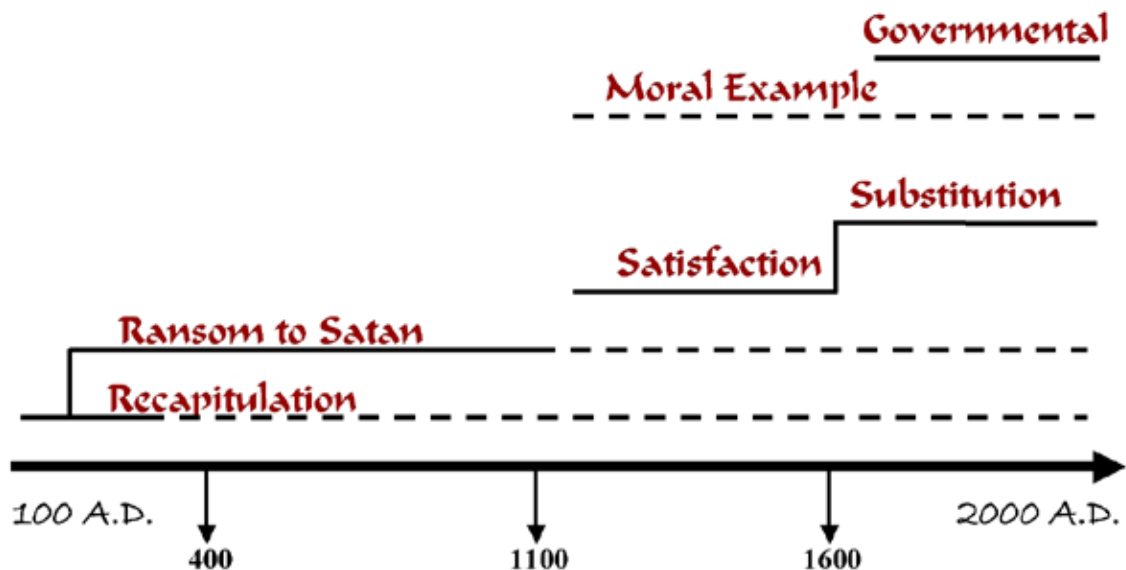 Governmental
Moral Example
Substitution
Satisfaction
Ransom to Satan
Recapitulation
100 A.D.
2000 A.D.
400
1100
1600